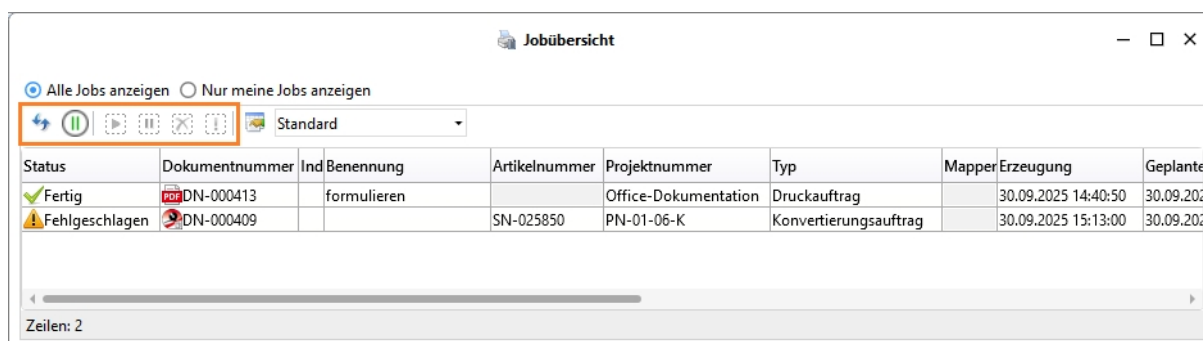 Jobübersicht
Alle Jobs anzeigen Nur meine Jobs anzeigen
Standard
Status Dokumentnummer Ind Benennung Artikelnummer Projektnummer Typ Mapper Erzeugung Geplante
Fertig PDF DN-000413 formulieren Office-Dokumentation Druckauftrag 30.09.2025 14:40:50 30.09.202
Fehlgeschlagen DN-000409 SN-025850 PN-01-06-K Konvertierungsauftrag 30.09.2025 15:13:00 30.09.202
Zeilen: 2